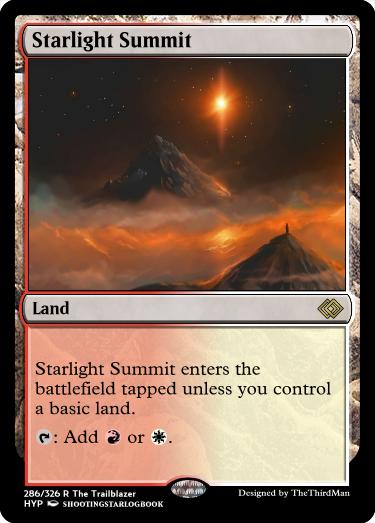 Starlight Summit
Land
Starlight Summit enters the
battlefield tapped unless you control
a basic land.
: Add or .
286/326 R The Trailblazer
HYP SHOOTINGSTARLOGBOOK
Designed by TheThirdMan